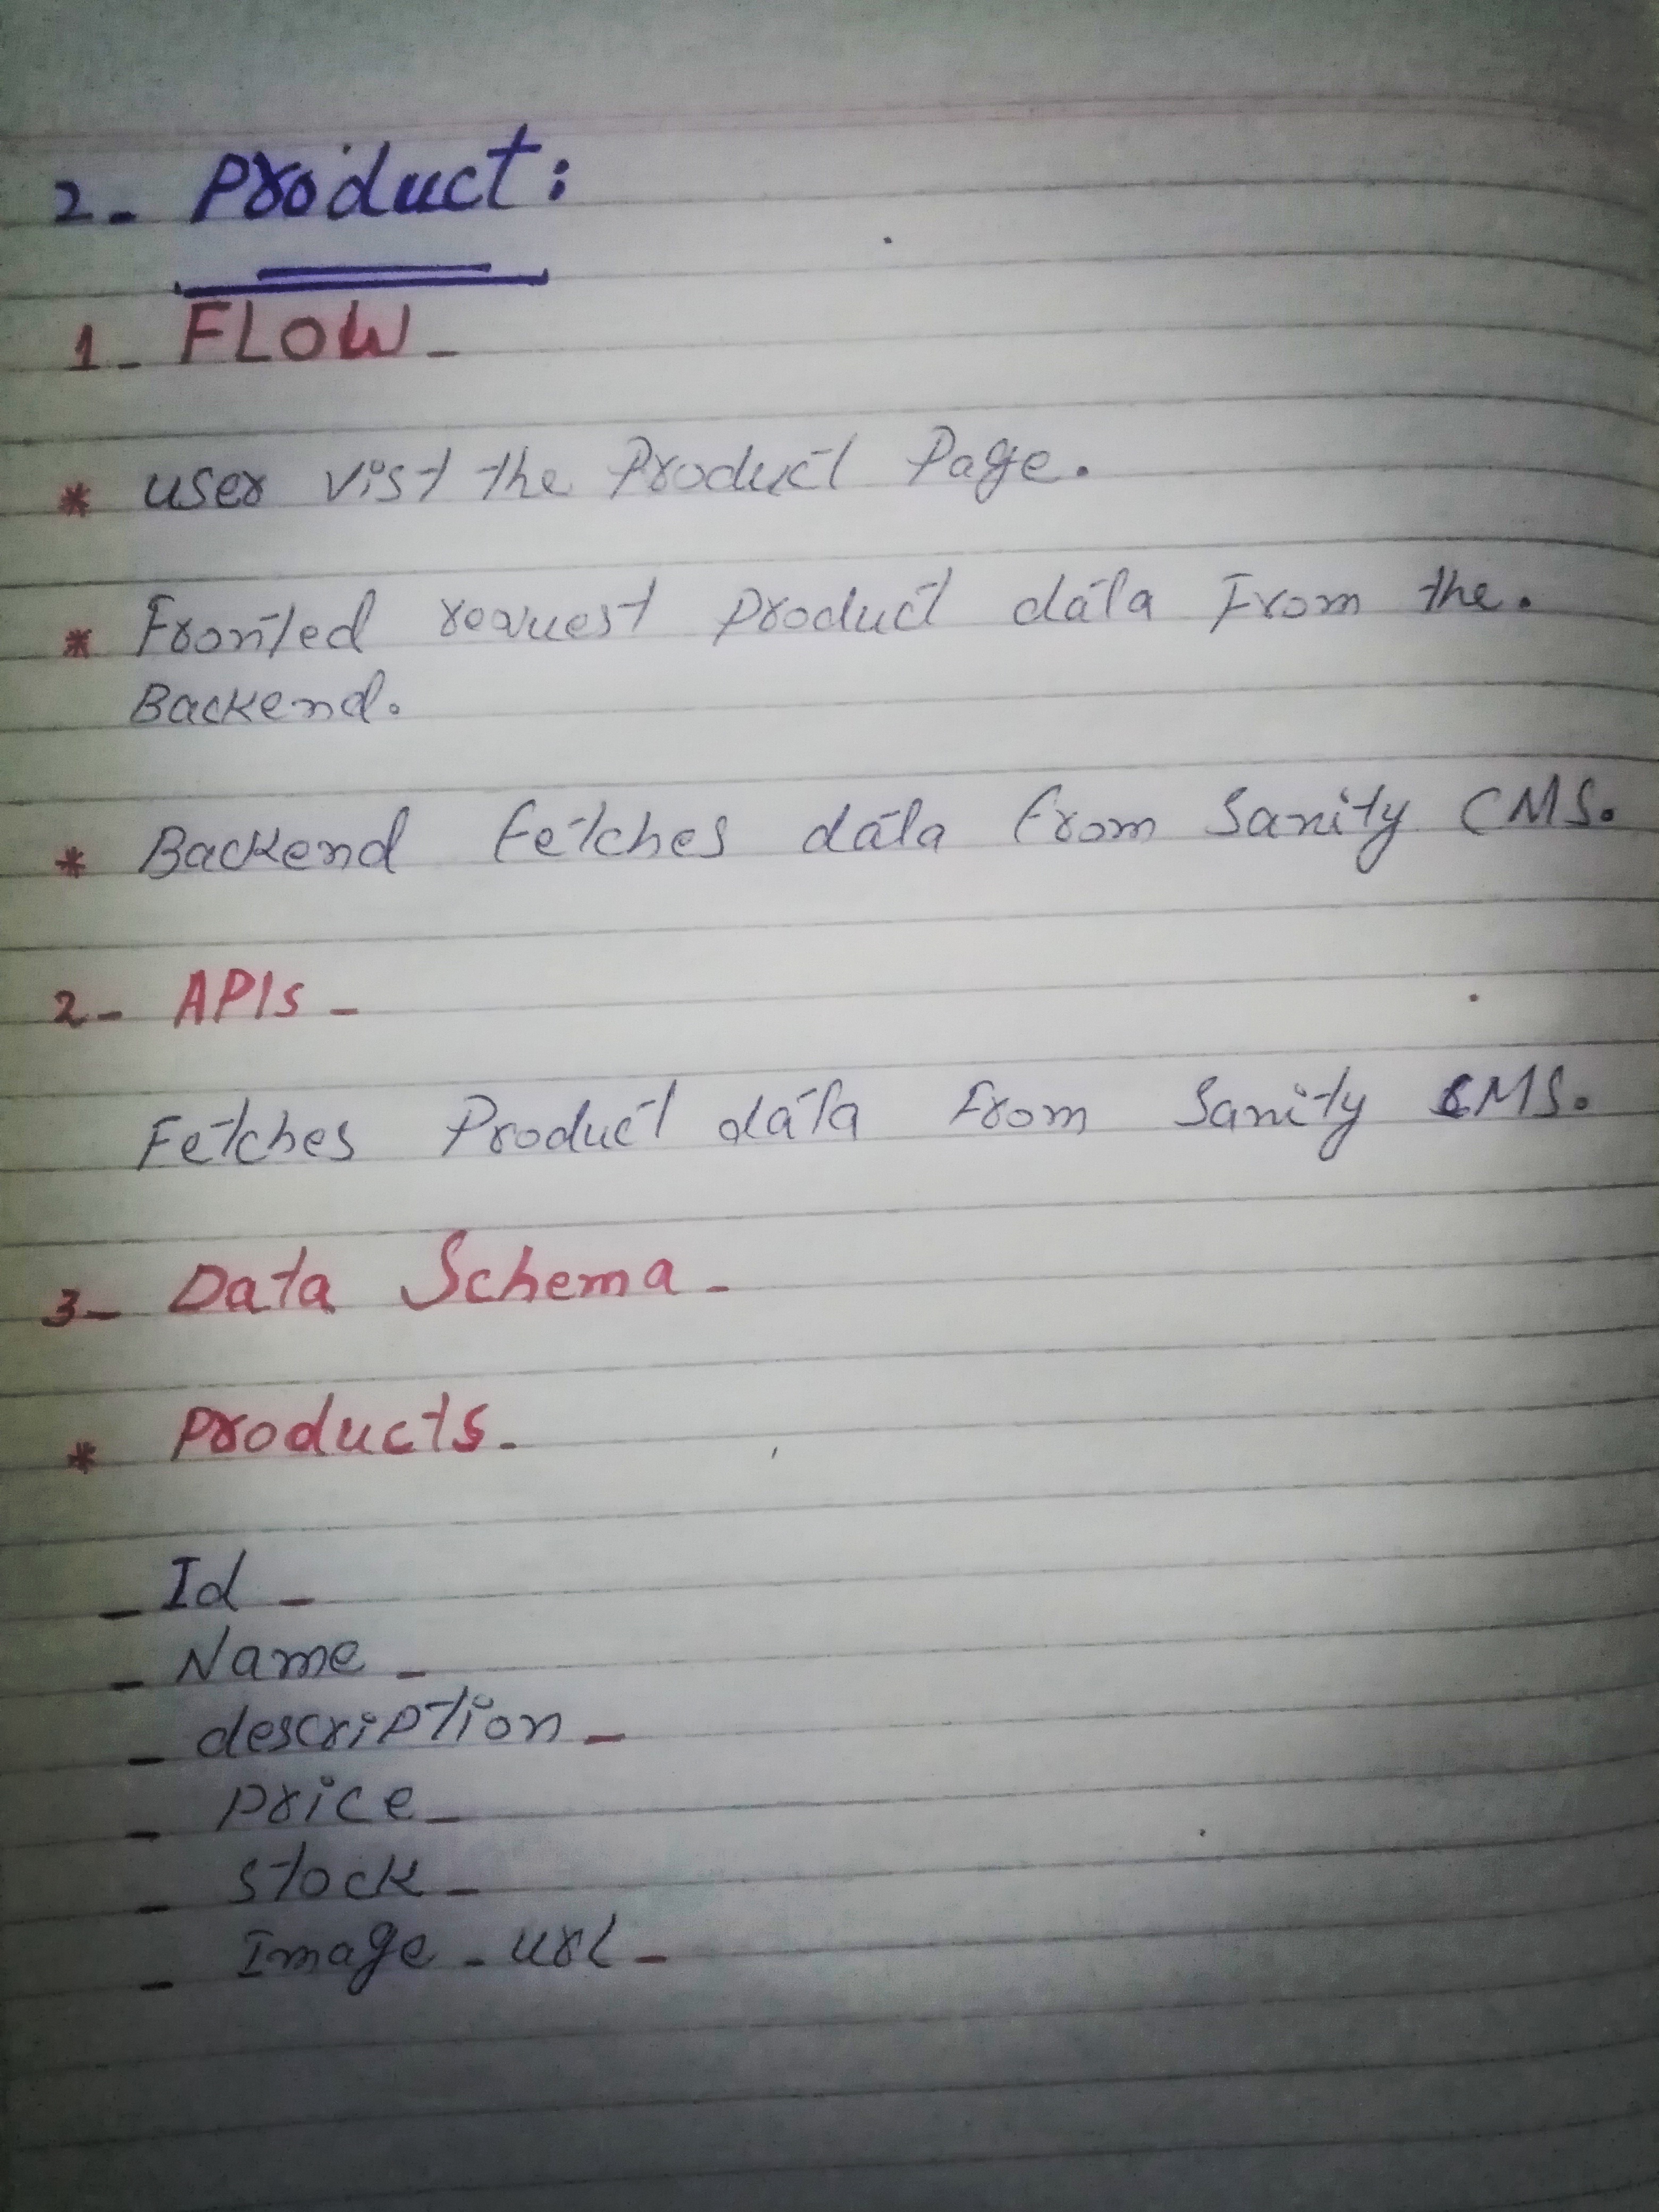 2- Product:
1- FLOW-
* user vist the Product Page.
* Fronted request Product data From the.
Backend.
* Backend fetches data from Sanity CMS.
2- APIs-
Fetches Product data From Sanity CMS.
3- Data Schema-
* Products-
- Id -
- Name -
- description -
- price -
- stock -
- Image - url -